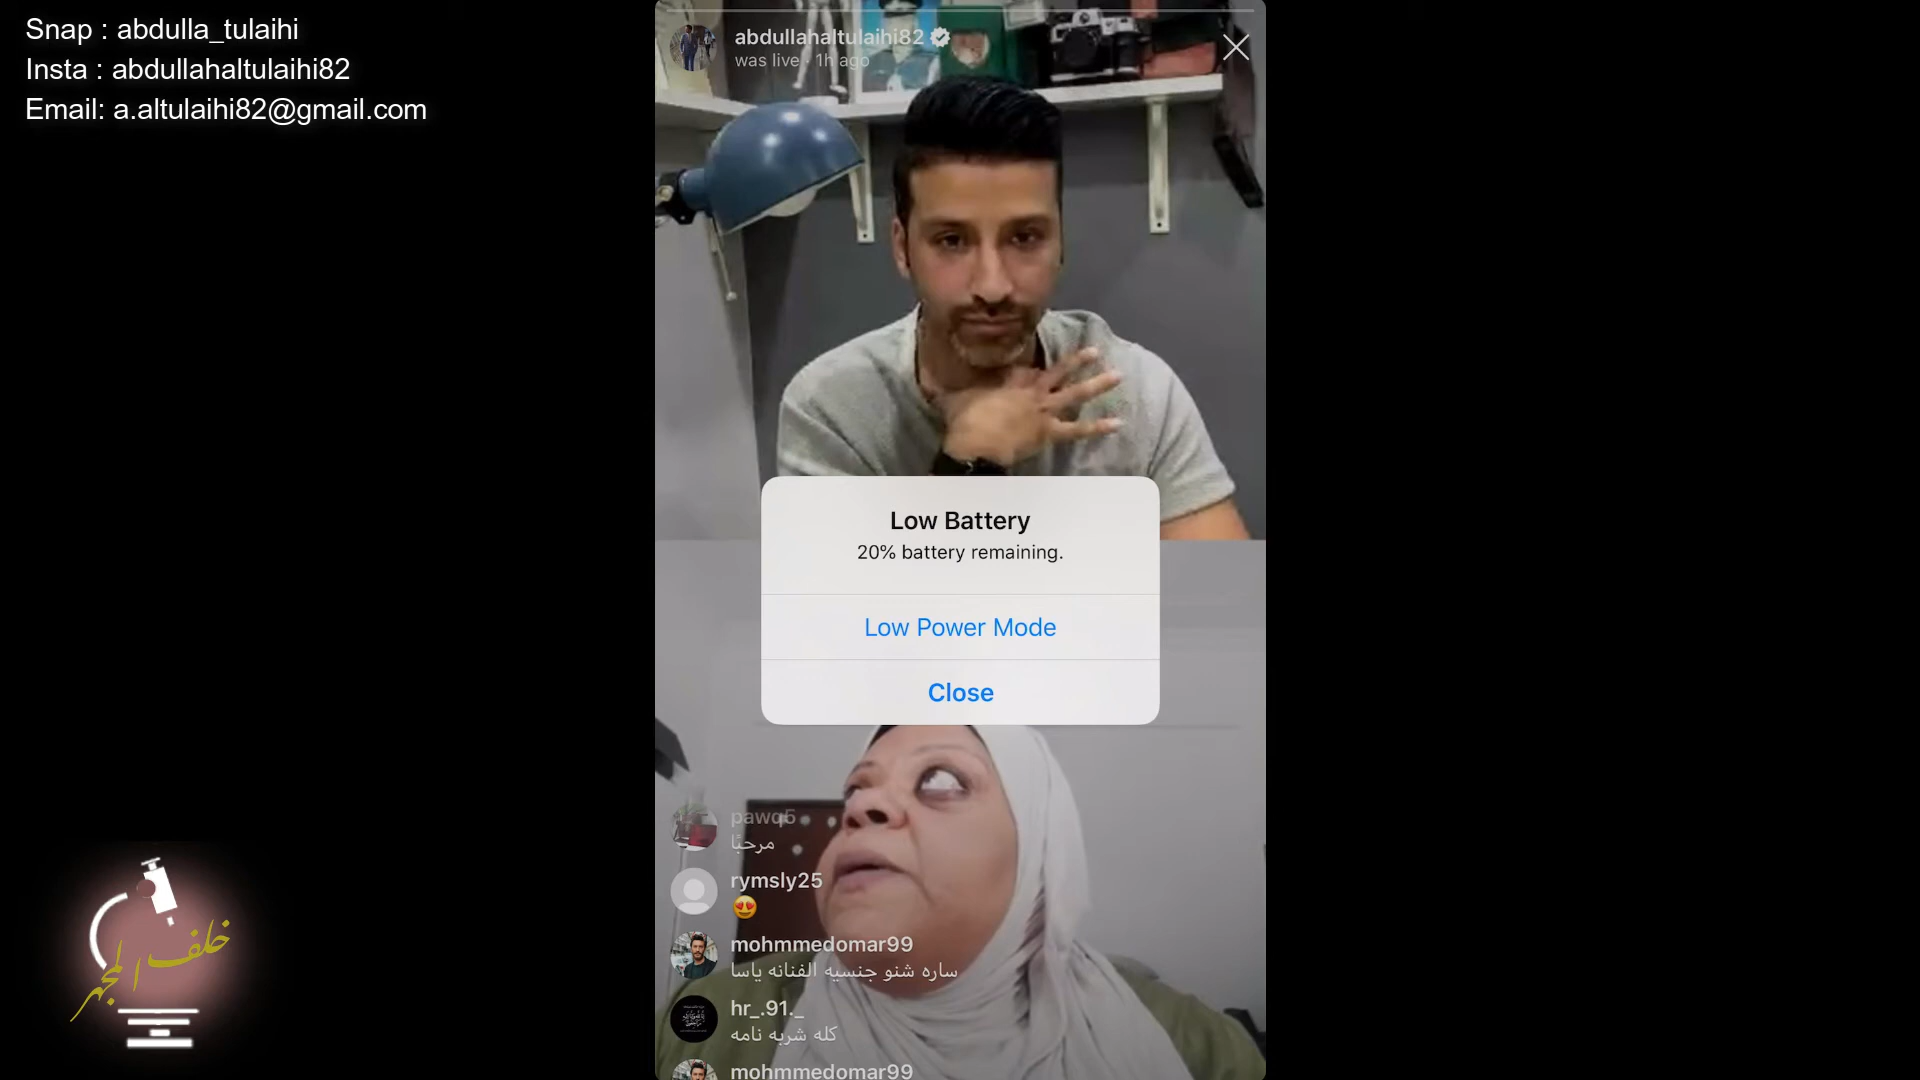 Snap : abdulla_tulaihi
Insta : abdullahaltulaihi82
Email: a.altulaihi82@gmail.com
abdullahaltulaihi82
was live · 1h ago
Low Battery
20% battery remaining.
Low Power Mode
Close
pawq5
مرحبًا
rymsly25
😍
mohmmedomar99
ساره شنو جنسيه الفنانه ياسا
hr_.91._
كله شربه نامه
mohmmedomar99
خلف المجهر